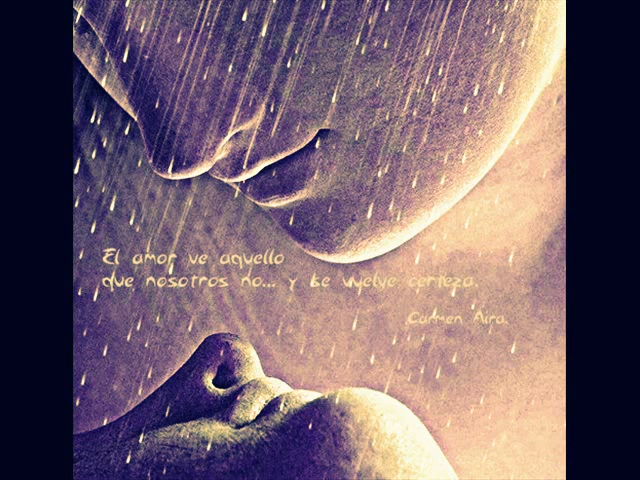 El amor ve aquello
que nosotros no... y se vuelve certeza.
Carmen Aira.